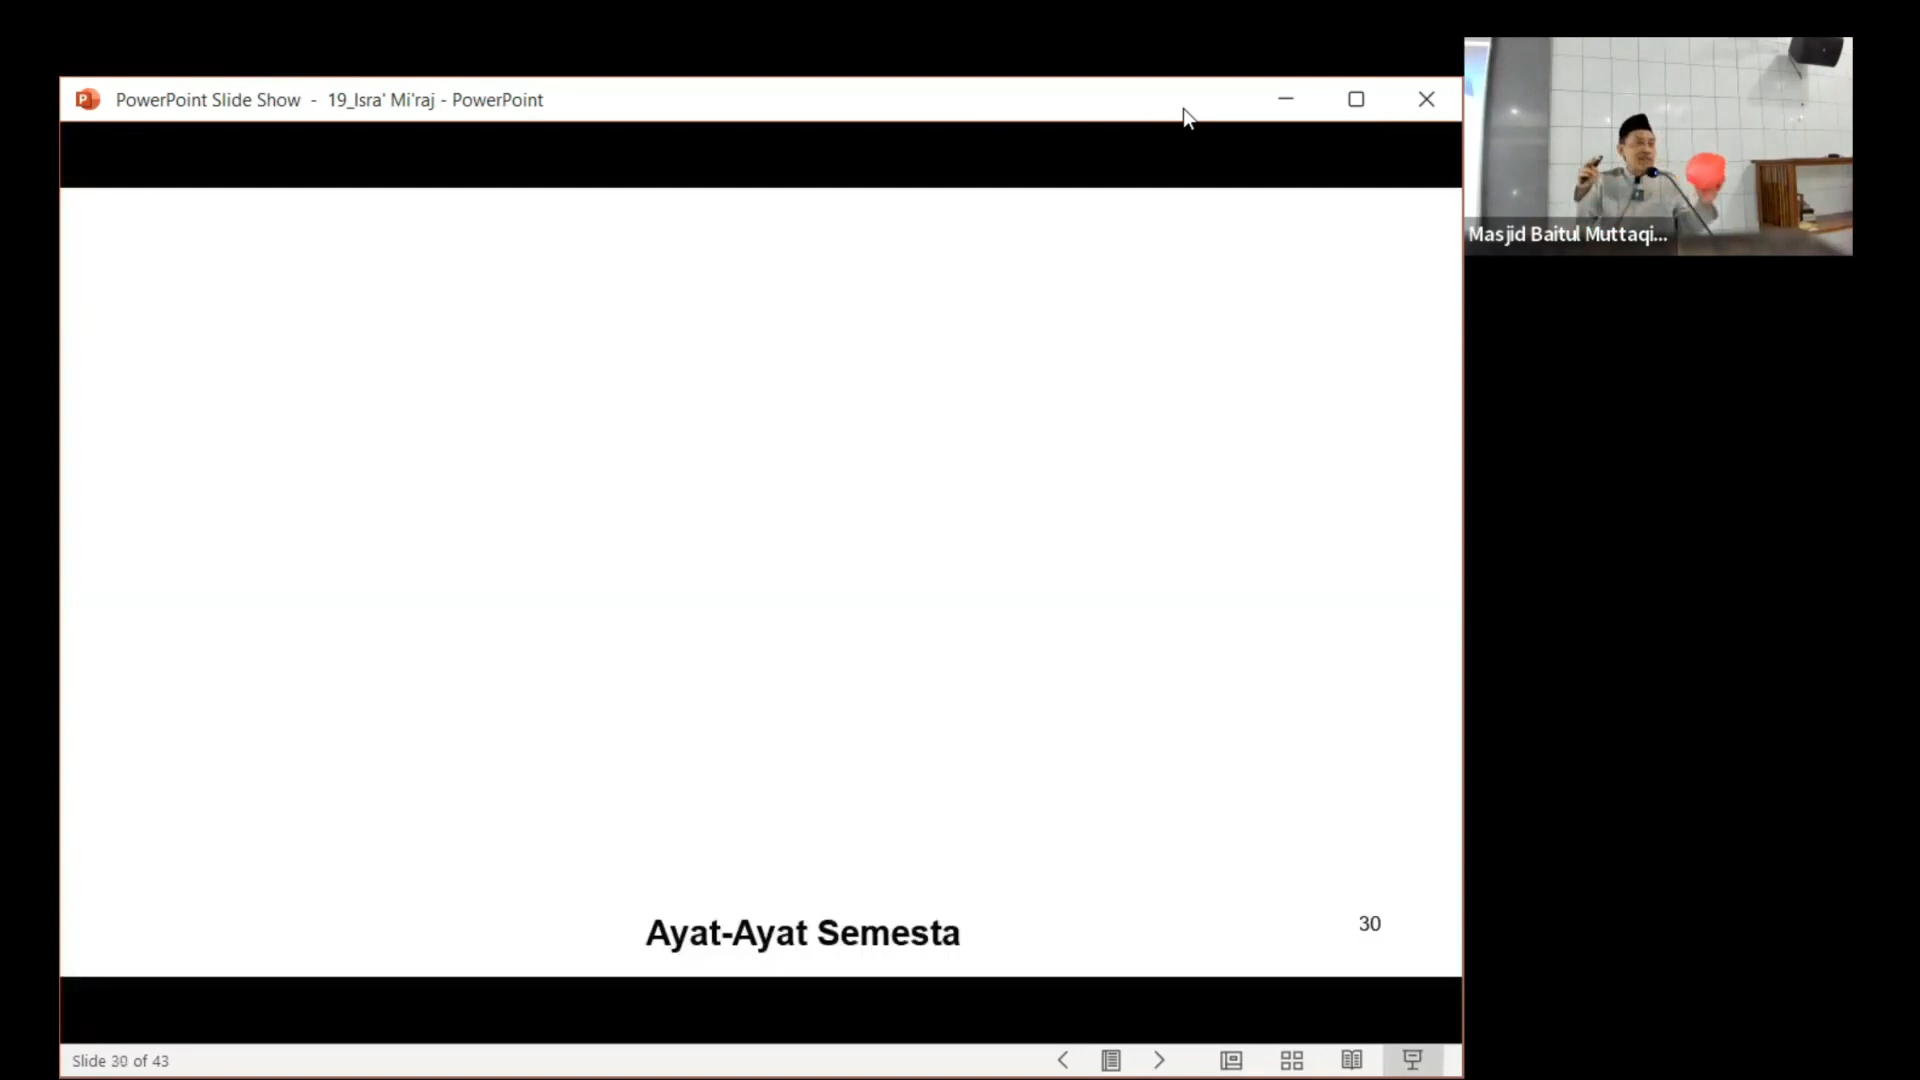 PowerPoint Slide Show - 19_Isra' Mi'raj - PowerPoint
Masjid Baitul Muttaqi...
Ayat-Ayat Semesta
30
Slide 30 of 43